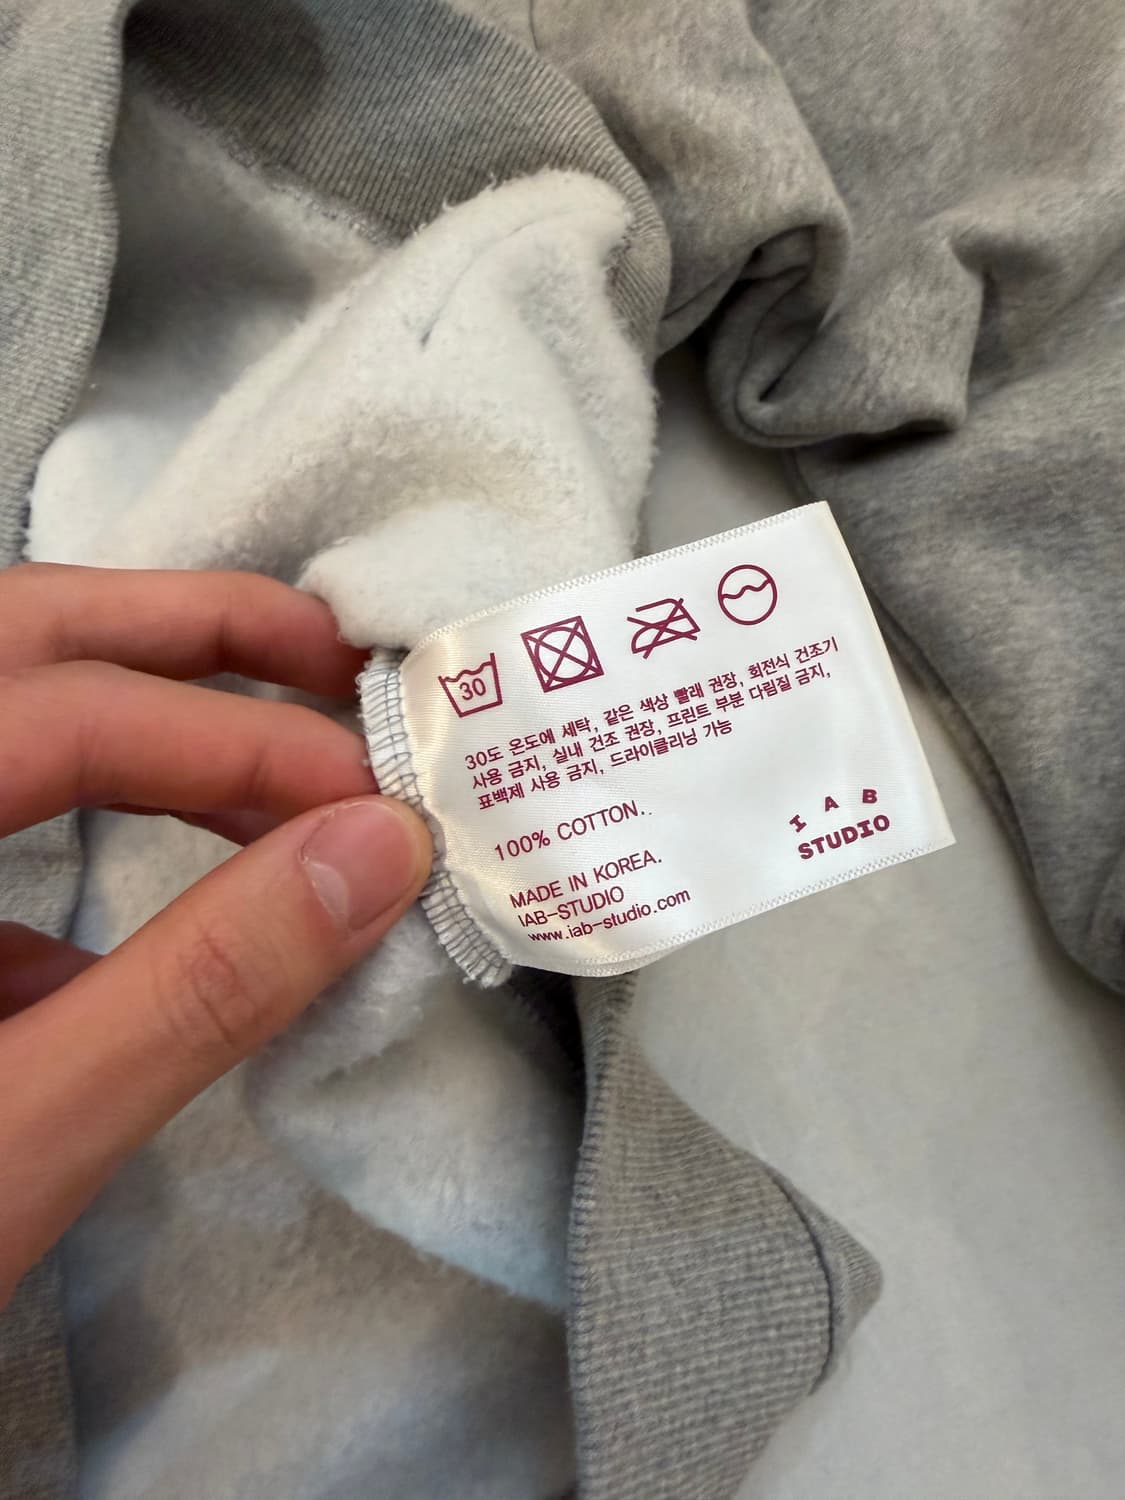 30
30도 온도에 세탁, 같은 색상 빨래 권장, 회전식 건조기
사용 금지, 실내 건조 권장, 프린트 부분 다림질 금지,
표백제 사용 금지, 드라이클리닝 가능
100% COTTON.
MADE IN KOREA.
IAB-STUDIO
www.iab-studio.com
I A B
STUDIO